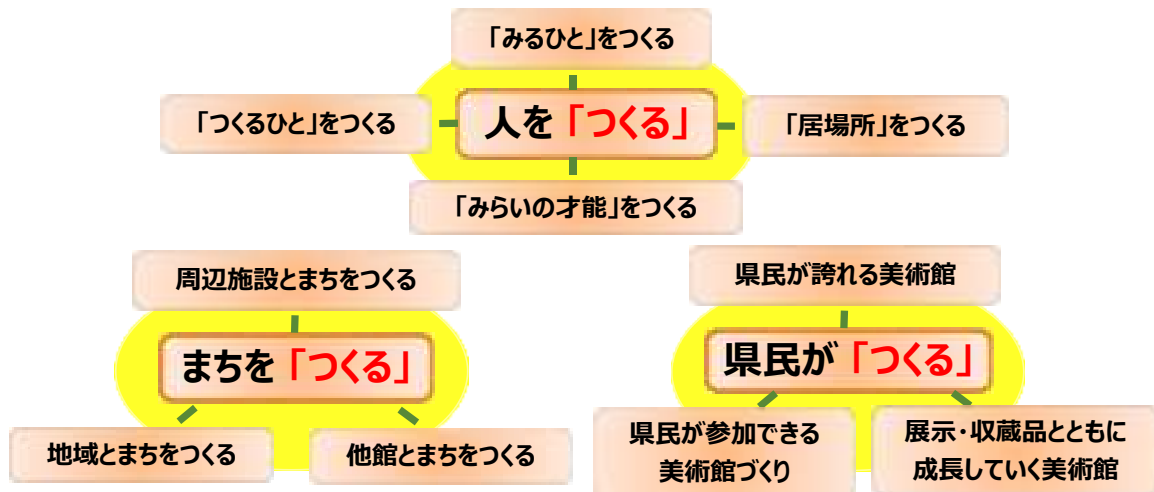 「みるひと」をつくる
「つくるひと」をつくる
人を「つくる」
「居場所」をつくる
「みらいの才能」をつくる
周辺施設とまちをつくる
まちを「つくる」
地域とまちをつくる
他館とまちをつくる
県民が誇れる美術館
県民が「つくる」
県民が参加できる
美術館づくり
展示・収蔵品とともに
成長していく美術館